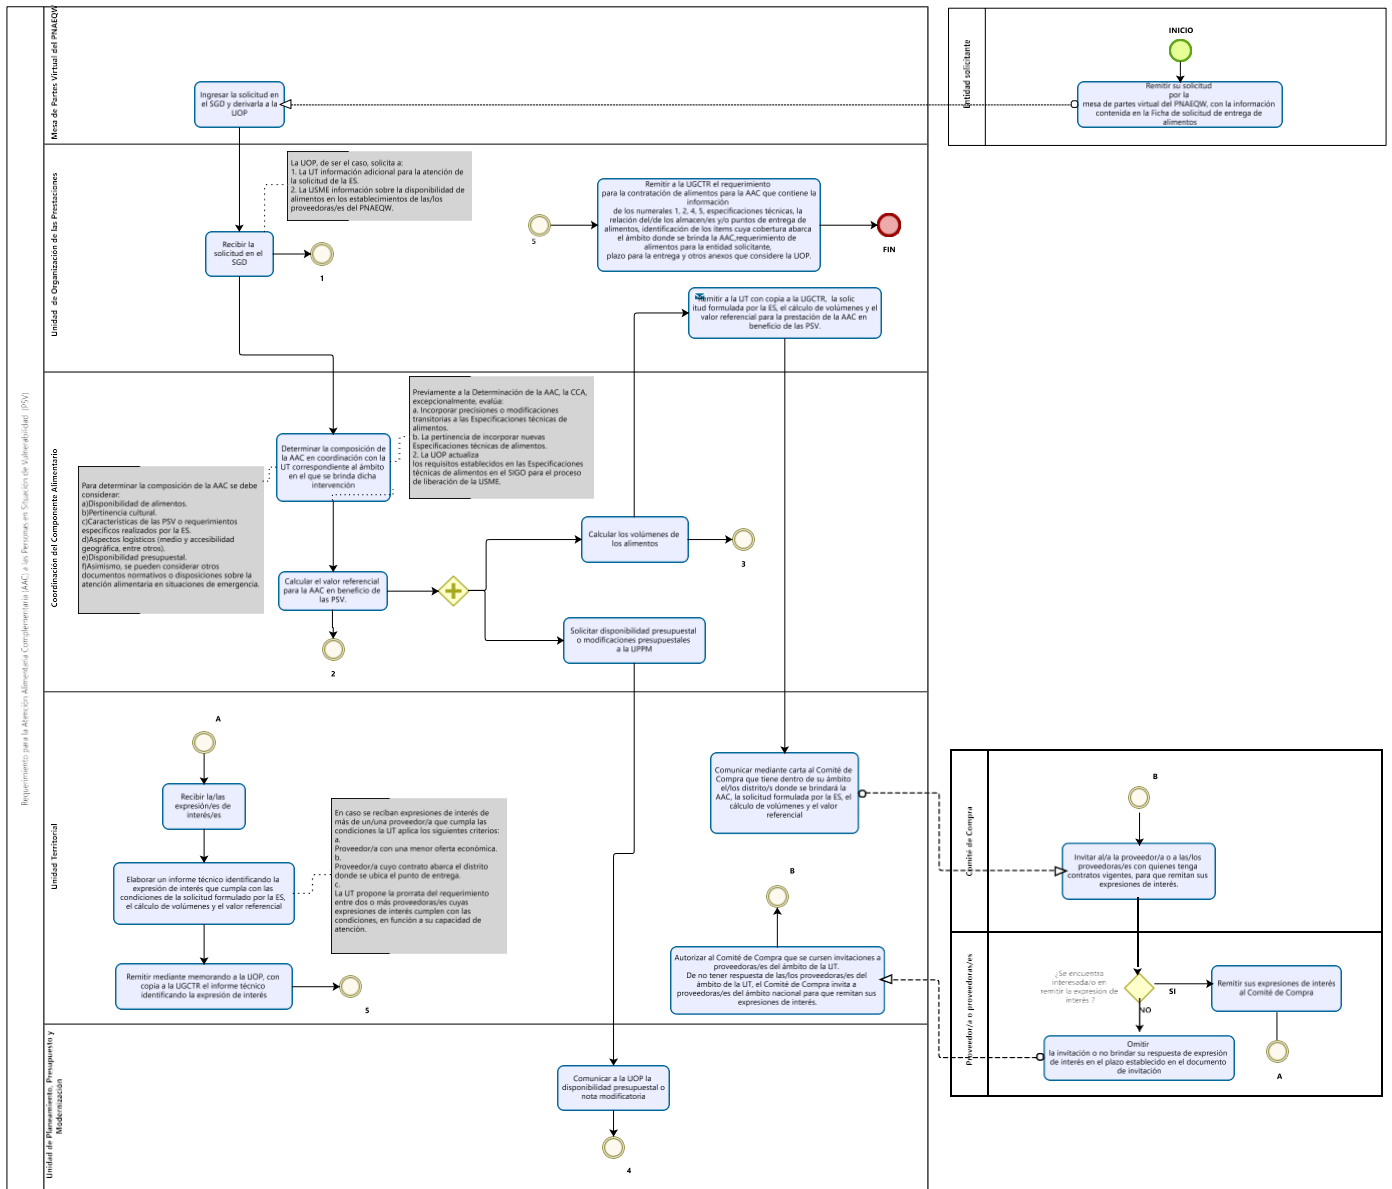 Requerimiento para la Atención Alimentaria Complementaria (AAC) a las Personas en Situación de Vulnerabilidad (PSV)
Mesa de Partes Virtual del PNAEQW
Ingresar la solicitud en
el SGD y derivarla a la
UOP
Entidad solicitante
INICIO
Remitir su solicitud
por la
mesa de partes virtual del PNAEQW, con la información
contenida en la Ficha de solicitud de entrega de
alimentos
Unidad de Organización de las Prestaciones
La UOP, de ser el caso, solicita a:
1. La UT información adicional para la atención de
la solicitud de la ES.
2. La USME información sobre la disponibilidad de
alimentos en los establecimientos de las/los
proveedoras/es del PNAEQW.
Recibir la
solicitud en el
SGD
1
5
Remitir a la UGCTR el requerimiento
para la contratación de alimentos para la AAC que contiene la
información
de los numerales 1, 2, 4, 5, especificaciones técnicas, la
relación del/de los almacen/es y/o puntos de entrega de
alimentos, identificación de los ítems cuya cobertura abarca
el ámbito donde se brinda la AAC,requerimiento de
alimentos para la entidad solicitante,
plazo para la entrega y otros anexos que considere la UOP.
FIN
Remitir a la UT con copia a la UGCTR, la solic
itud formulada por la ES, el cálculo de volúmenes y el
valor referencial para la prestación de la AAC en
beneficio de las PSV.
Coordinación del Componente Alimentario
Previamente a la Determinación de la AAC, la CCA,
excepcionalmente, evalúa:
a. Incorporar precisiones o modificaciones
transitorias a las Especificaciones técnicas de
alimentos.
b. La pertinencia de incorporar nuevas
Especificaciones técnicas de alimentos.
2. La UOP actualiza
los requisitos establecidos en las Especificaciones
técnicas de alimentos en el SIGO para el proceso
de liberación de la USME.
Determinar la composición de
la AAC en coordinación con la
UT correspondiente al ámbito
en el que se brinda dicha
intervención
Para determinar la composición de la AAC se debe
considerar:
a)Disponibilidad de alimentos.
b)Pertinencia cultural.
c)Características de las PSV o requerimientos
específicos realizados por la ES.
d)Aspectos logísticos (medio y accesibilidad
geográfica, entre otros).
e)Disponibilidad presupuestal.
f)Asimismo, se pueden considerar otros
documentos normativos o disposiciones sobre la
atención alimentaria en situaciones de emergencia.
Calcular el valor referencial
para la AAC en beneficio de
las PSV.
2
Calcular los volúmenes de
los alimentos
3
Solicitar disponibilidad presupuestal
o modificaciones presupuestales
a la UPPM
Unidad Territorial
A
Recibir la/las
expresión/es de
interés/es
Elaborar un informe técnico identificando la
expresión de interés que cumpla con las
condiciones de la solicitud formulado por la ES,
el cálculo de volúmenes y el valor referencial
Remitir mediante memorando a la UOP, con
copia a la UGCTR el informe técnico
identificando la expresión de interés
5
En caso se reciban expresiones de interés de
más de un/una proveedor/a que cumpla las
condiciones la UT aplica los siguientes criterios:
a.
Proveedor/a con una menor oferta económica.
b.
Proveedor/a cuyo contrato abarca el distrito
donde se ubica el punto de entrega.
c.
La UT propone la prorrata del requerimiento
entre dos o más proveedoras/es cuyas
expresiones de interés cumplen con las
condiciones, en función a su capacidad de
atención.
Comunicar mediante carta al Comité de
Compra que tiene dentro de su ámbito
el/los distrito/s donde se brindará la
AAC, la solicitud formulada por la ES, el
cálculo de volúmenes y el valor
referencial
B
Autorizar al Comité de Compra que se cursen invitaciones a
proveedoras/es del ámbito de la UT.
De no tener respuesta de las/los proveedoras/es del
ámbito de la UT, el Comité de Compra invita a
proveedoras/es del ámbito nacional para que remitan sus
expresiones de interés.
Comité de Compra
B
Invitar al/a la proveedor/a o a las/los
proveedoras/es con quienes tenga
contratos vigentes, para que remitan sus
expresiones de interés.
Proveedor/a o proveedoras/es
¿Se encuentra
interesada/o en
remitir la expresión de
interés ?
SI
NO
Remitir sus expresiones de interés
al Comité de Compra
A
Omitir
la invitación o no brindar su respuesta de expresión
de interés en el plazo establecido en el documento
de invitación
Unidad de Planeamiento, Presupuesto y
Modernización
Comunicar a la UOP la
disponibilidad presupuestal o
nota modificatoria
4